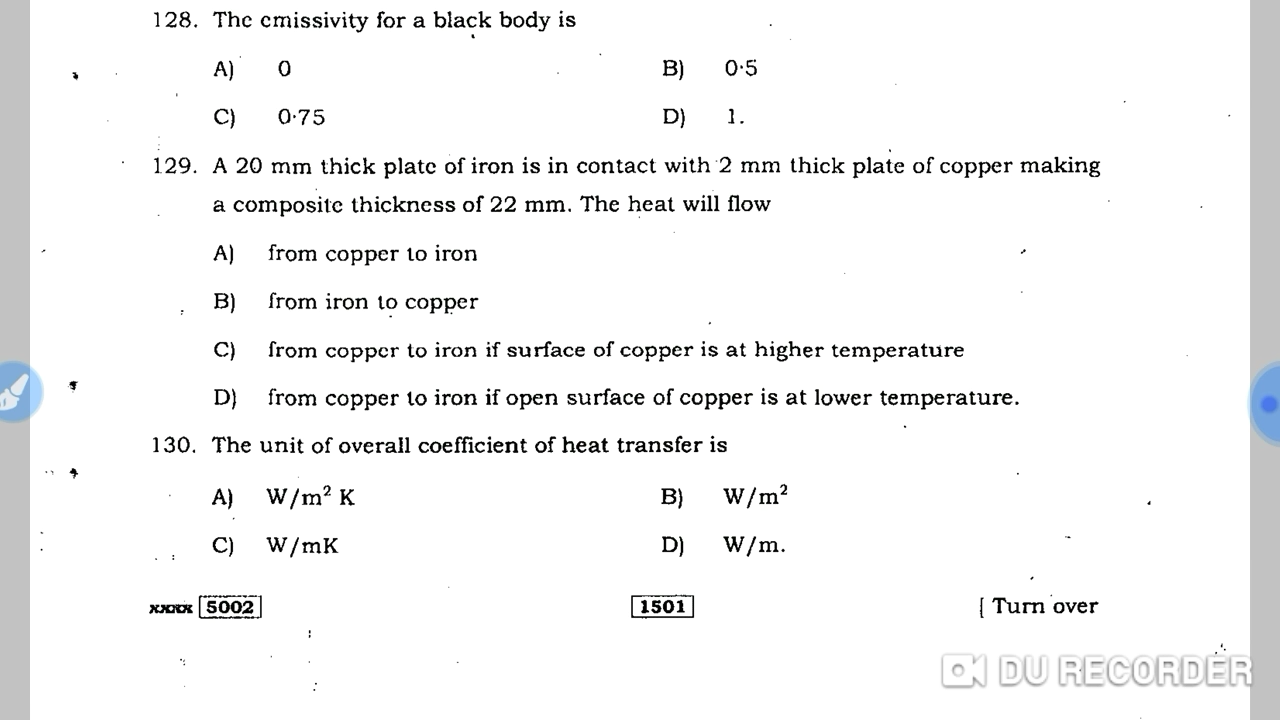 128. The emissivity for a black body is
A) 0 B) 0·5
C) 0·75 D) 1.
129. A 20 mm thick plate of iron is in contact with 2 mm thick plate of copper making
a composite thickness of 22 mm. The heat will flow
A) from copper to iron
B) from iron to copper
C) from copper to iron if surface of copper is at higher temperature
D) from copper to iron if open surface of copper is at lower temperature.
130. The unit of overall coefficient of heat transfer is
A) W/m² K B) W/m²
C) W/mK D) W/m.
xxxx 5002 1501 [ Turn over
DU RECORDER